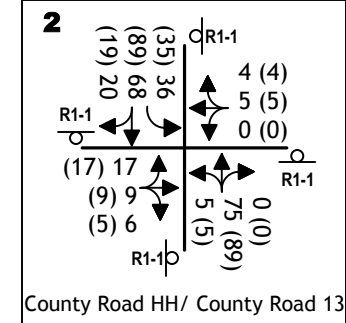 2
(19) 20
(89) 68
(35) 36
R1-1
4 (4)
5 (5)
0 (0)
R1-1
R1-1
(17) 17
(9) 9
(5) 6
5 (5)
75 (89)
0 (0)
R1-1
County Road HH/ County Road 13